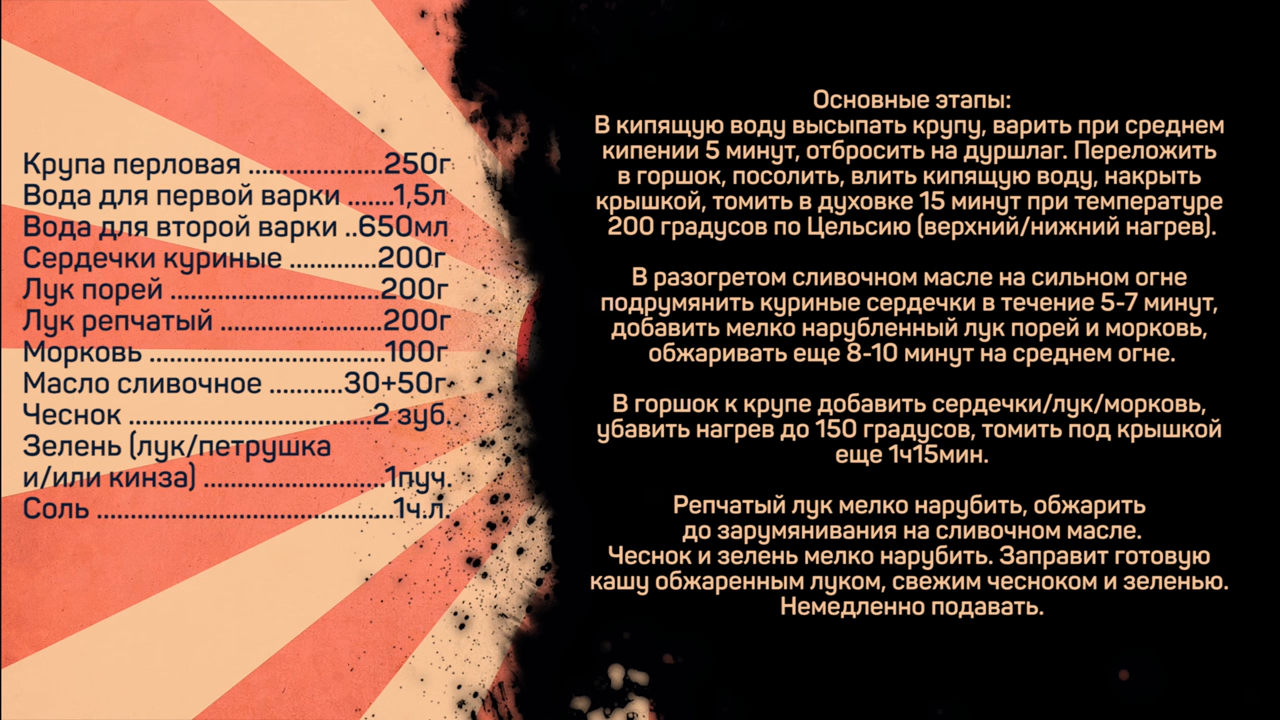 Крупа перловая ...................250г
Вода для первой варки .......1,5л
Вода для второй варки ..650мл
Сердечки куриные ............200г
Лук порей .............................200г
Лук репчатый ......................200г
Морковь ................................100г
Масло сливочное ..........30+50г
Чеснок .................................2 зуб.
Зелень (лук/петрушка
и/или кинза) .........................1пуч.
Соль ........................................1ч.л.
Основные этапы:
В кипящую воду высыпать крупу, варить при среднем
кипении 5 минут, отбросить на дуршлаг. Переложить
в горшок, посолить, влить кипящую воду, накрыть
крышкой, томить в духовке 15 минут при температуре
200 градусов по Цельсию (верхний/нижний нагрев).
В разогретом сливочном масле на сильном огне
подрумянить куриные сердечки в течение 5-7 минут,
добавить мелко нарубленный лук порей и морковь,
обжаривать еще 8-10 минут на среднем огне.
В горшок к крупе добавить сердечки/лук/морковь,
убавить нагрев до 150 градусов, томить под крышкой
еще 1ч15мин.
Репчатый лук мелко нарубить, обжарить
до зарумянивания на сливочном масле.
Чеснок и зелень мелко нарубить. Заправит готовую
кашу обжаренным луком, свежим чесноком и зеленью.
Немедленно подавать.